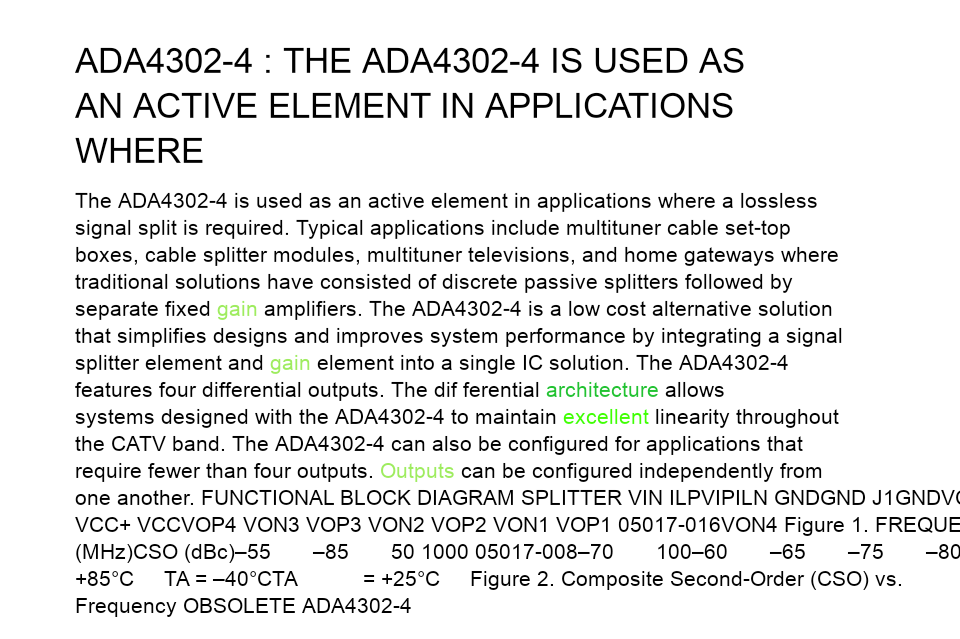 ADA4302-4 : THE ADA4302-4 IS USED AS
AN ACTIVE ELEMENT IN APPLICATIONS
WHERE
The ADA4302-4 is used as an active element in applications where a lossless
signal split is required. Typical applications include multituner cable set-top
boxes, cable splitter modules, multituner televisions, and home gateways where
traditional solutions have consisted of discrete passive splitters followed by
separate fixed gain amplifiers. The ADA4302-4 is a low cost alternative solution
that simplifies designs and improves system performance by integrating a signal
splitter element and gain element into a single IC solution. The ADA4302-4
features four differential outputs. The dif ferential architecture allows
systems designed with the ADA4302-4 to maintain excellent linearity throughout
the CATV band. The ADA4302-4 can also be configured for applications that
require fewer than four outputs. Outputs can be configured independently from
one another. FUNCTIONAL BLOCK DIAGRAM SPLITTER VIN ILPVIPILN GNDGND
VCC+ VCCVOP4 VON3 VOP3 VON2 VOP2 VON1 VOP1 05017-016VON4 Figure 1.
(MHz)CSO (dBc)–55 –85 50 1000 05017-008–70 100–60 –65 –75 –80
+85°C TA = –40°CTA = +25°C Figure 2. Composite Second-Order (CSO) vs.
Frequency OBSOLETE ADA4302-4